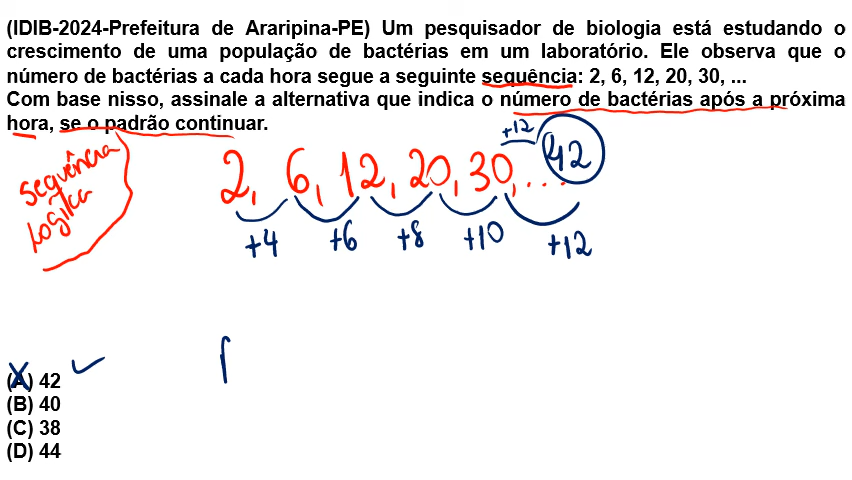 (IDIB-2024-Prefeitura de Araripina-PE) Um pesquisador de biologia está estudando o
crescimento de uma população de bactérias em um laboratório. Ele observa que o
número de bactérias a cada hora segue a seguinte sequência: 2, 6, 12, 20, 30, ...
Com base nisso, assinale a alternativa que indica o número de bactérias após a próxima
hora, se o padrão continuar.
+12
sequência
lógica
2, 6, 12, 20, 30, ... 42
+4 +6 +8 +10 +12
(A) 42
(B) 40
(C) 38
(D) 44